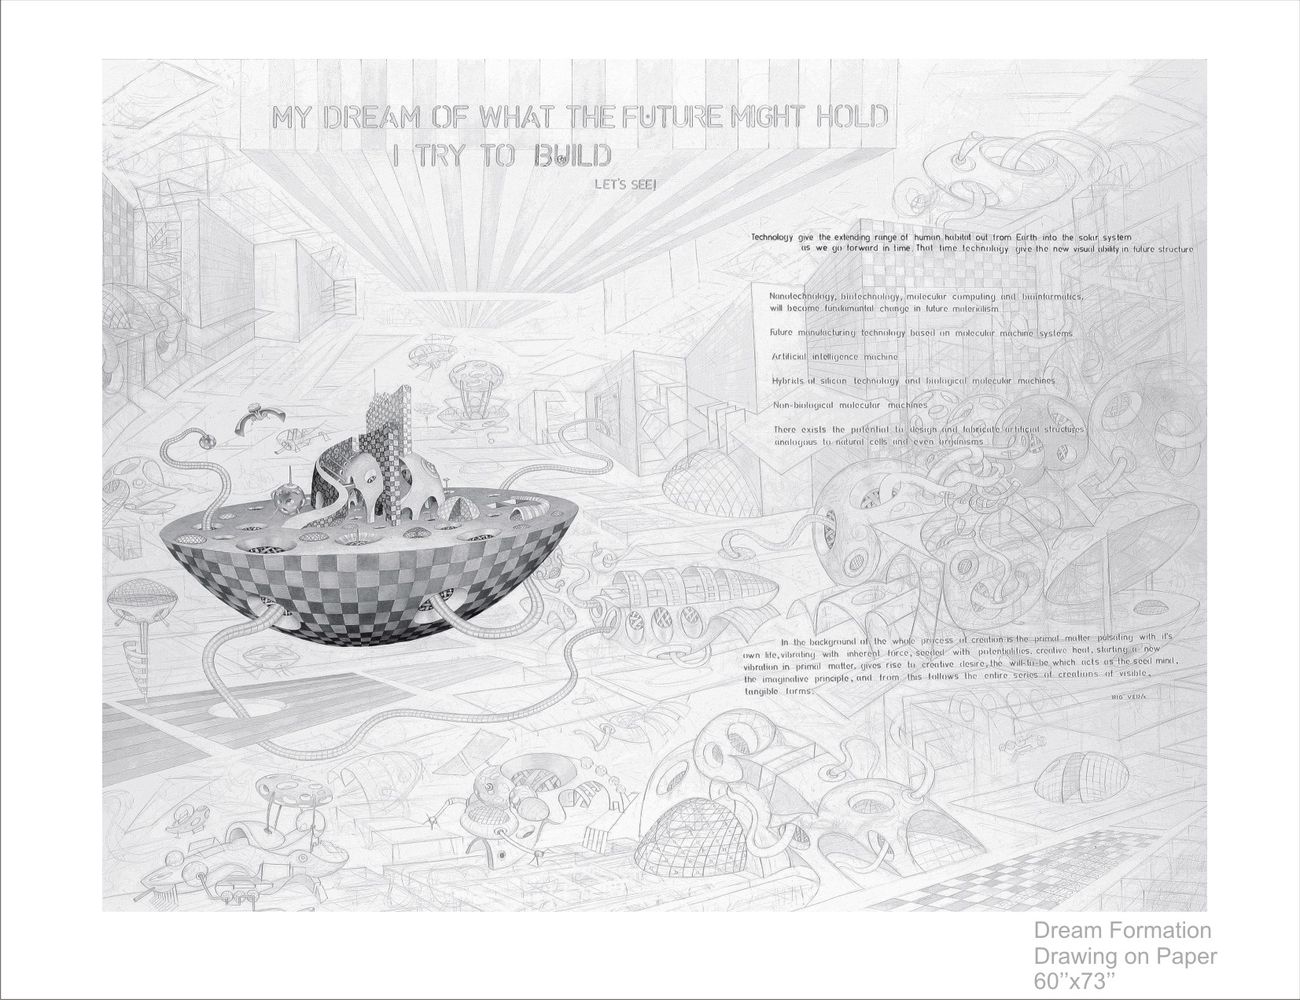 MY DREAM OF WHAT THE FUTURE MIGHT HOLD
I TRY TO BUILD
LET'S SEE!
Technology give the extending range of human habitat out from Earth into the solar system
as we go forward in time. That time technology give the new visual ability in future structure
Nanotechnology, biotechnology, molecular computing and bioinformatics,
will become fundamantal change in future materialism
Future manufacturing technology based on molecular machine systems
Artificial intelligence machine
Hybrids of silicon technology and biological molecular machines
Non-biological molecular machines
There exists the potential to design and fabricate artificial structures
analogous to natural cells and even organisms
In the background of the whole process of creation is the primal matter pulsating with it's
own life, vibrating with inherent force, seeded with potentialities. creative heat, starting a new
vibration in primal matter, gives rise to creative desire, the will-to-be which acts as the seed mind,
the imaginative principle, and from this follows the entire series of creations of visible,
tangible forms.
RIG VEDA
Dream Formation
Drawing on Paper
60''x73''